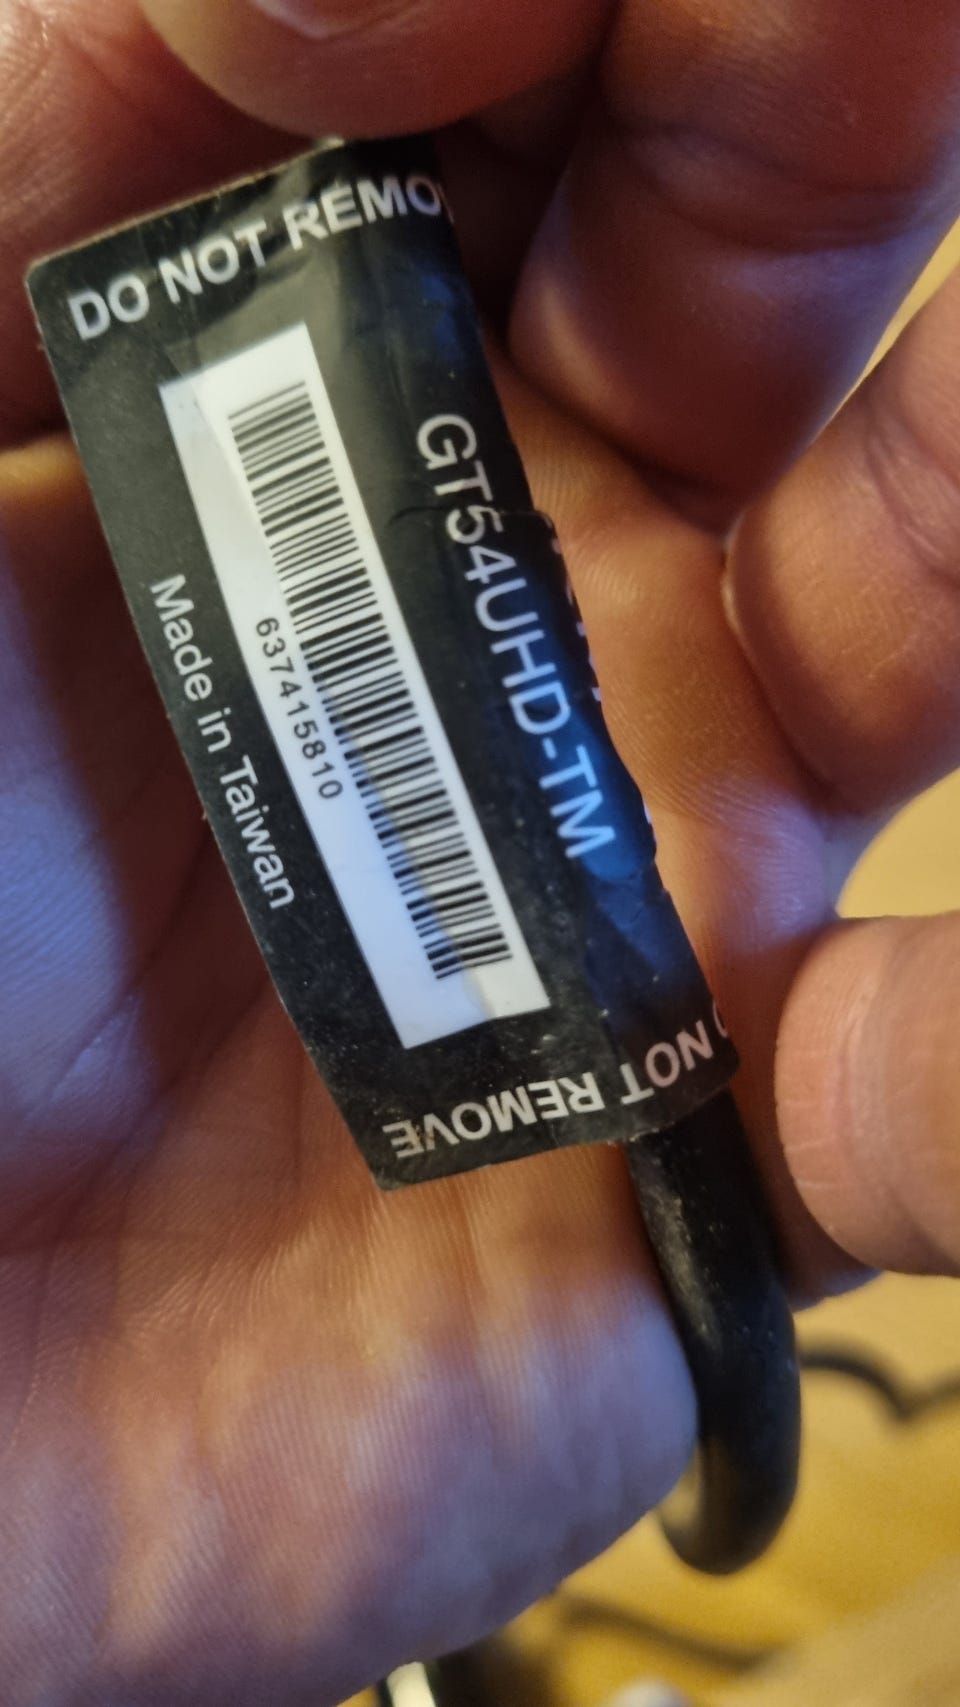 DO NOT REMO
GT54UHD-TM
637415810
Made in Taiwan
NOT REMOVE